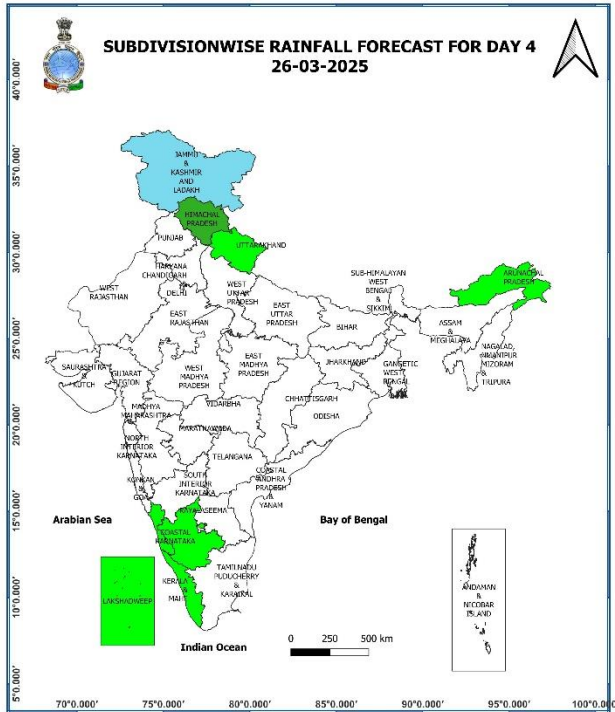 SUBDIVISIONWISE RAINFALL FORECAST FOR DAY 4
26-03-2025
40°0.000'
35°0.000'
30°0.000'
25°0.000'
20°0.000'
15°0.000'
10°0.000'
5°0.000'
JAMMU
&
KASHMIR
AND
LADAKH
HIMACHAL
PRADESH
PUNJAB
UTTARAKHAND
HARYANA
CHANDIGARH
DELHI
WEST
RAJASTHAN
WEST
UTTAR
PRADESH
EAST
RAJASTHAN
EAST
UTTAR
PRADESH
SUB-HIMALAYAN
WEST
BENGAL
&
SIKKIM
ARUNACHAL
PRADESH
BIHAR
ASSAM
&
MEGHALAYA
NAGALAD,
MANIPUR
MIZORAM
&
TRIPURA
SAURASHTRA
&
KUTCH
GUJARAT
REGION
WEST
MADHYA
PRADESH
EAST
MADHYA
PRADESH
JHARKHAND
GANGETIC
WEST
BENGAL
CHHATTISGARH
ODISHA
VIDARBHA
MADHYA
MAHARASHTRA
MARATHAWADA
NORTH
INTERIOR
KARNATAKA
TELANGANA
KONKAN
&
GOA
SOUTH
INTERIOR
KARNATAKA
COASTAL
ANDHRA
PRADESH
&
YANAM
RAYALASEEMA
Arabian Sea
Bay of Bengal
COASTAL
KARNATAKA
TAMILNADU
PUDUCHERRY
&
KARAIKAL
KERALA
&
MAHE
LAKSHADWEEP
ANDAMAN
&
NICOBAR
ISLAND
Indian Ocean
0 250 500 km
70°0.000' 75°0.000' 80°0.000' 85°0.000' 90°0.000' 95°0.000' 100°0.000'